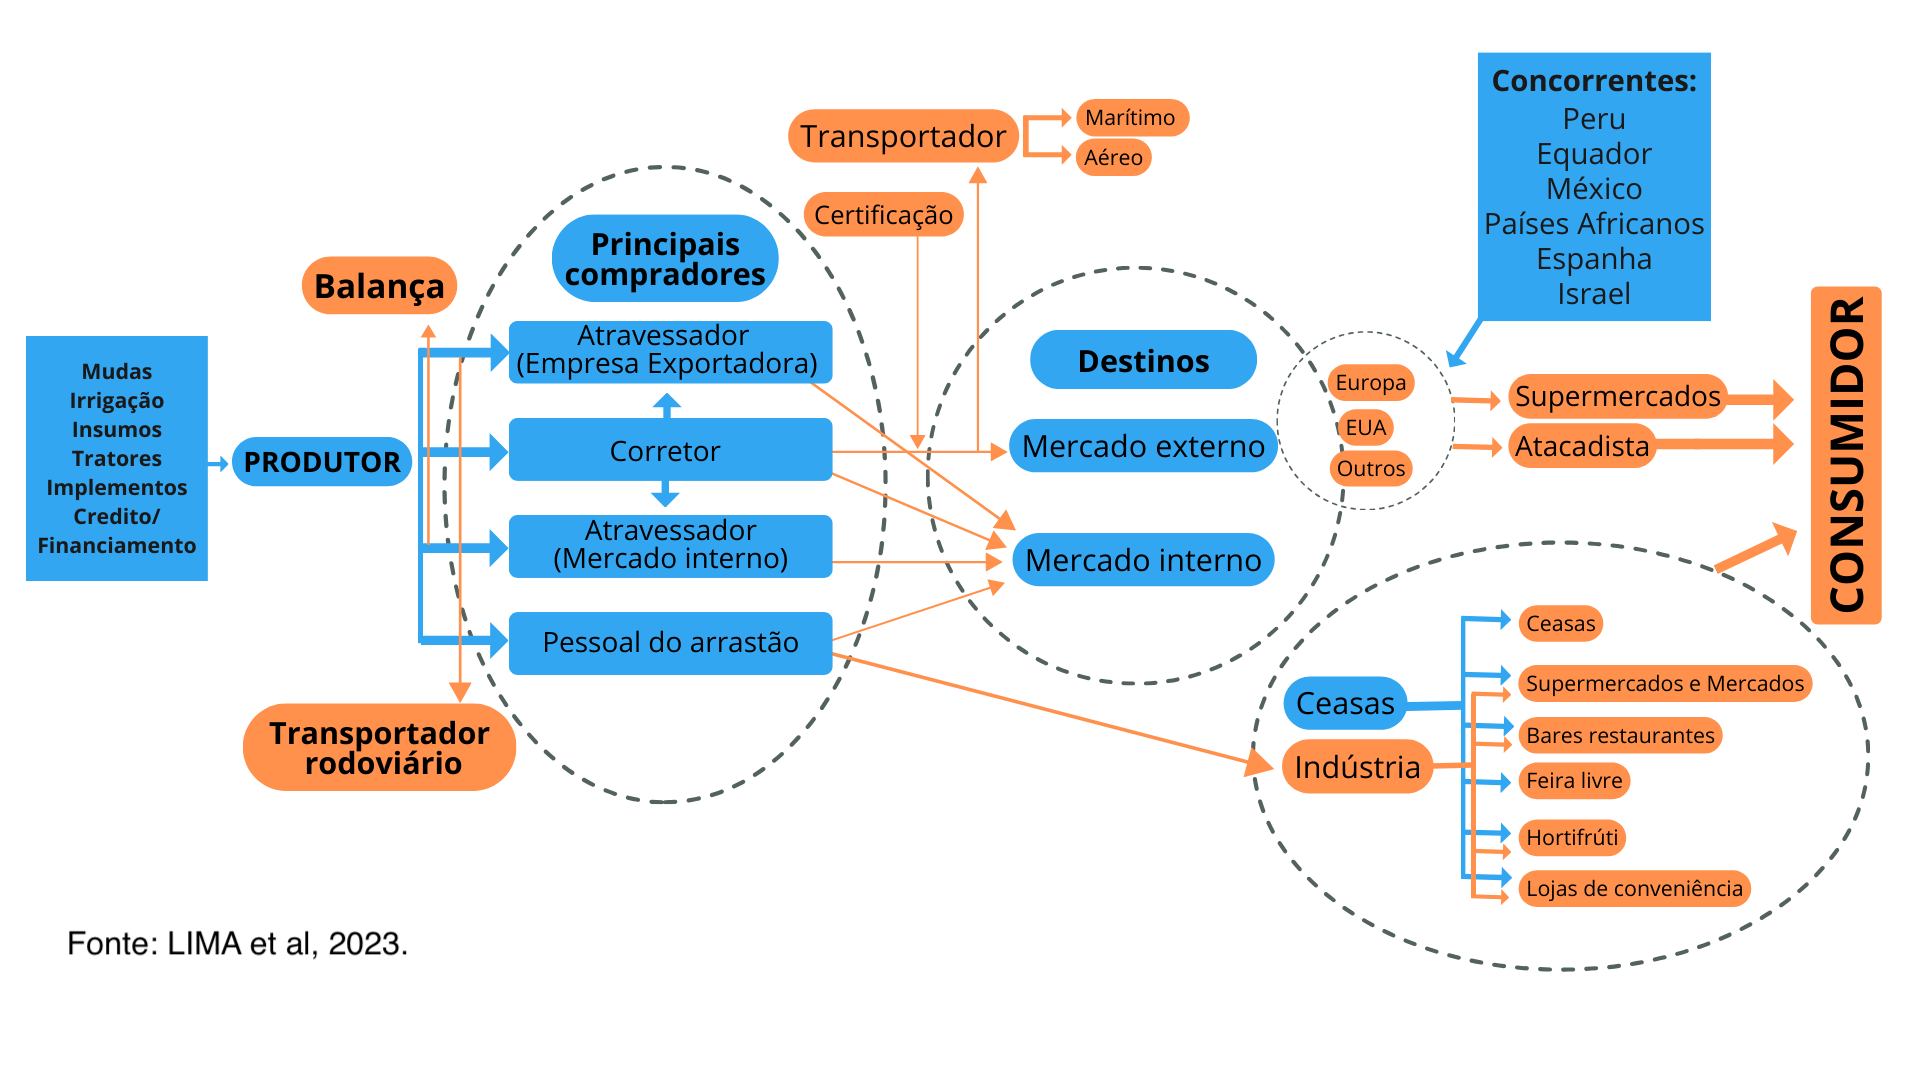 Mudas
Irrigação
Insumos
Tratores
Implementos
Credito/
Financiamento
PRODUTOR
Balança
Transportador
rodoviário
Principais
compradores
Atravessador
(Empresa Exportadora)
Corretor
Atravessador
(Mercado interno)
Pessoal do arrastão
Transportador
Marítimo
Aéreo
Certificação
Destinos
Mercado externo
Mercado interno
Europa
EUA
Outros
Concorrentes:
Peru
Equador
México
Países Africanos
Espanha
Israel
Supermercados
Atacadista
CONSUMIDOR
Ceasas
Indústria
Ceasas
Supermercados e Mercados
Bares restaurantes
Feira livre
Hortifrúti
Lojas de conveniência
Fonte: LIMA et al, 2023.